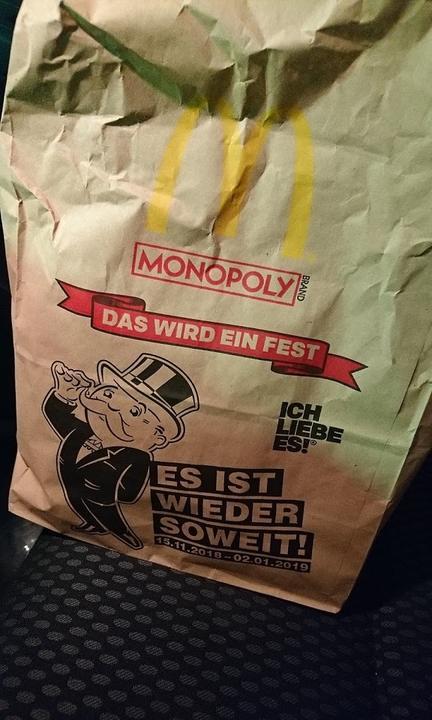 M
MONOPOLY
BRAND
DAS WIRD EIN FEST
ICH
LIEBE
ES!®
ES IST
WIEDER
SOWEIT!
15.11.2018 – 02.01.2019